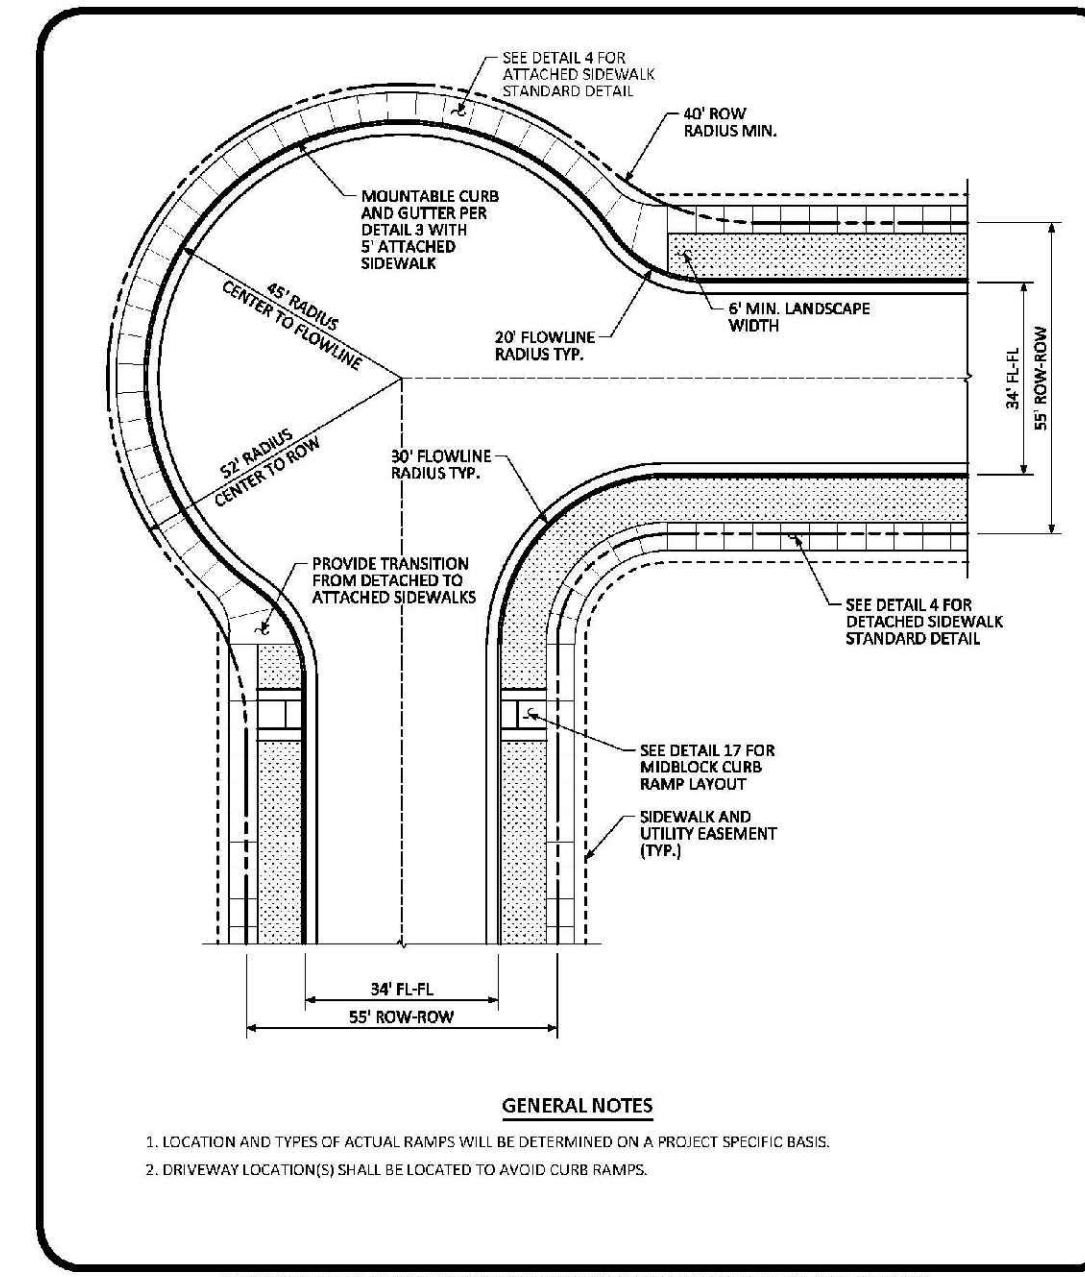 SEE DETAIL 4 FOR
ATTACHED SIDEWALK
STANDARD DETAIL
40' ROW
RADIUS MIN.
MOUNTABLE CURB
AND GUTTER PER
DETAIL 3 WITH
5' ATTACHED
SIDEWALK
45' RADIUS
CENTER TO FLOWLINE
6' MIN. LANDSCAPE
WIDTH
20' FLOWLINE
RADIUS TYP.
34' FL-FL
55' ROW-ROW
52' RADIUS
CENTER TO ROW
30' FLOWLINE
RADIUS TYP.
PROVIDE TRANSITION
FROM DETACHED TO
ATTACHED SIDEWALKS
SEE DETAIL 4 FOR
DETACHED SIDEWALK
STANDARD DETAIL
SEE DETAIL 17 FOR
MIDBLOCK CURB
RAMP LAYOUT
SIDEWALK AND
UTILITY EASEMENT
(TYP.)
34' FL-FL
55' ROW-ROW
GENERAL NOTES
1. LOCATION AND TYPES OF ACTUAL RAMPS WILL BE DETERMINED ON A PROJECT SPECIFIC BASIS.
2. DRIVEWAY LOCATION(S) SHALL BE LOCATED TO AVOID CURB RAMPS.